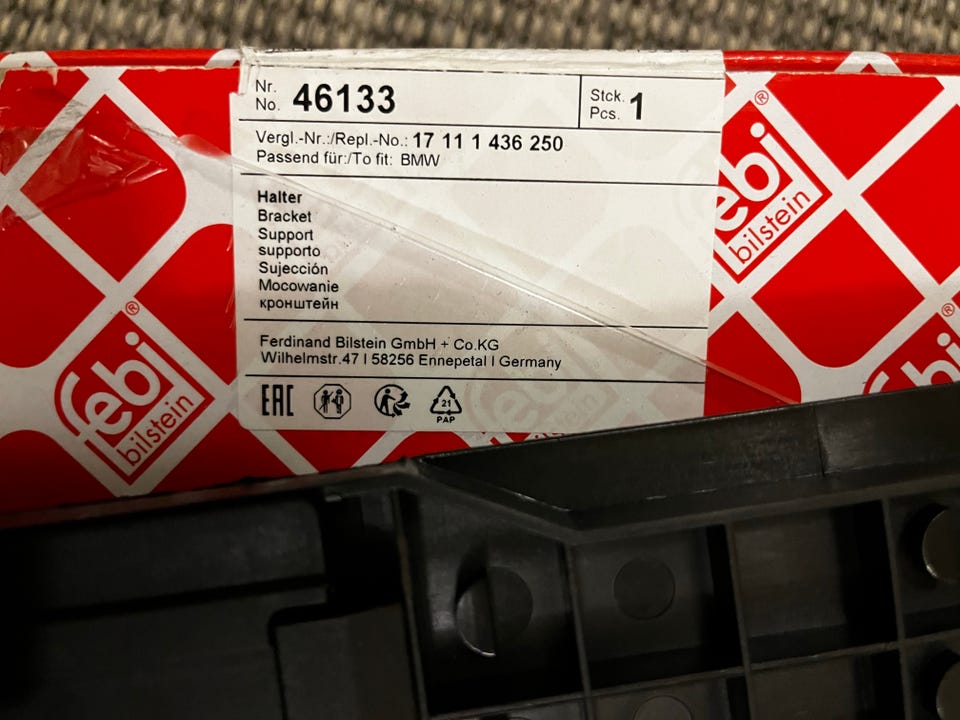 Nr.
No. 46133
Stck.
Pcs. 1
Vergl.-Nr.:/Repl.-No.: 17 11 1 436 250
Passend für:/To fit: BMW
Halter
Bracket
Support
supporto
Sujección
Mocowanie
кронштейн
Ferdinand Bilstein GmbH + Co.KG
Wilhelmstr.47 I 58256 Ennepetal I Germany
EAC
21
PAP
febi®
bilstein
febi®
bilstein